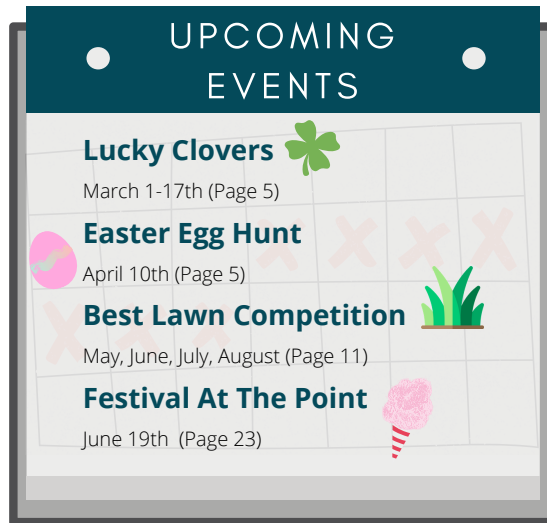 UPCOMING
EVENTS
Lucky Clovers
March 1-17th (Page 5)
Easter Egg Hunt
April 10th (Page 5)
Best Lawn Competition
May, June, July, August (Page 11)
Festival At The Point
June 19th (Page 23)